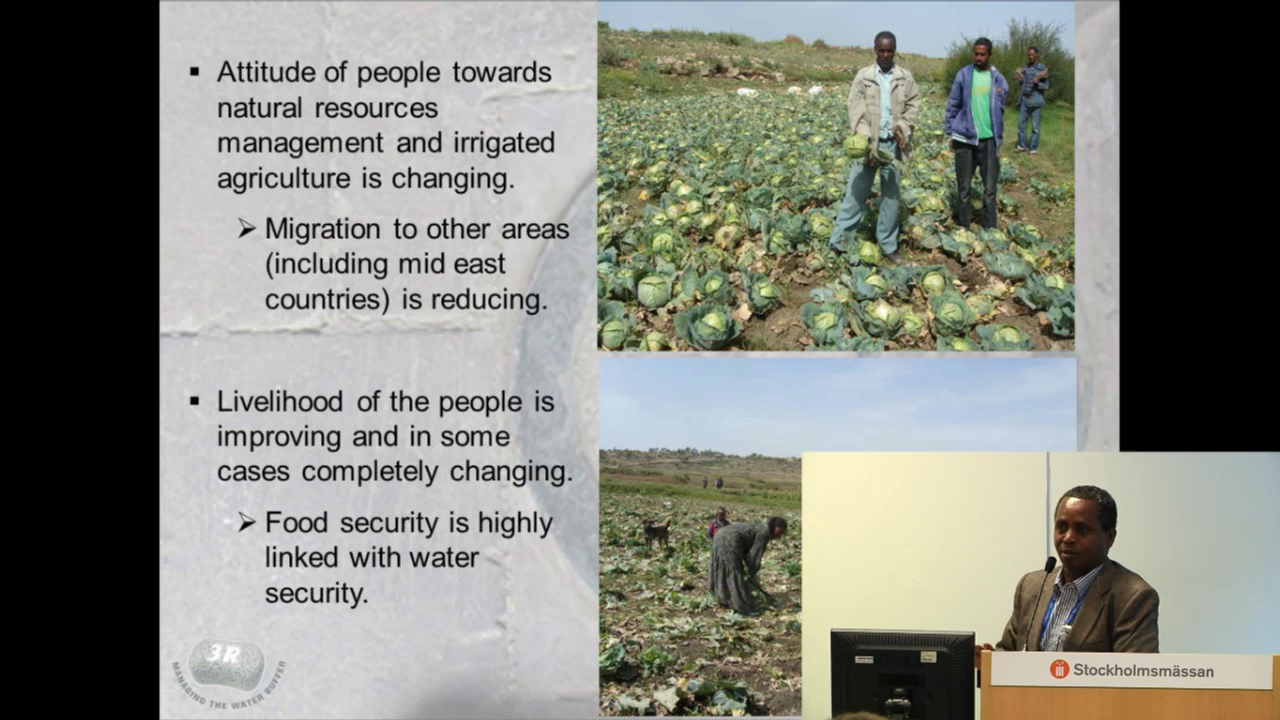 ▪ Attitude of people towards
natural resources
management and irrigated
agriculture is changing.
➢ Migration to other areas
(including mid east
countries) is reducing.
▪ Livelihood of the people is
improving and in some
cases completely changing.
➢ Food security is highly
linked with water
security.
3R
MANAGING THE WATER BUFFER
Stockholmsmässan